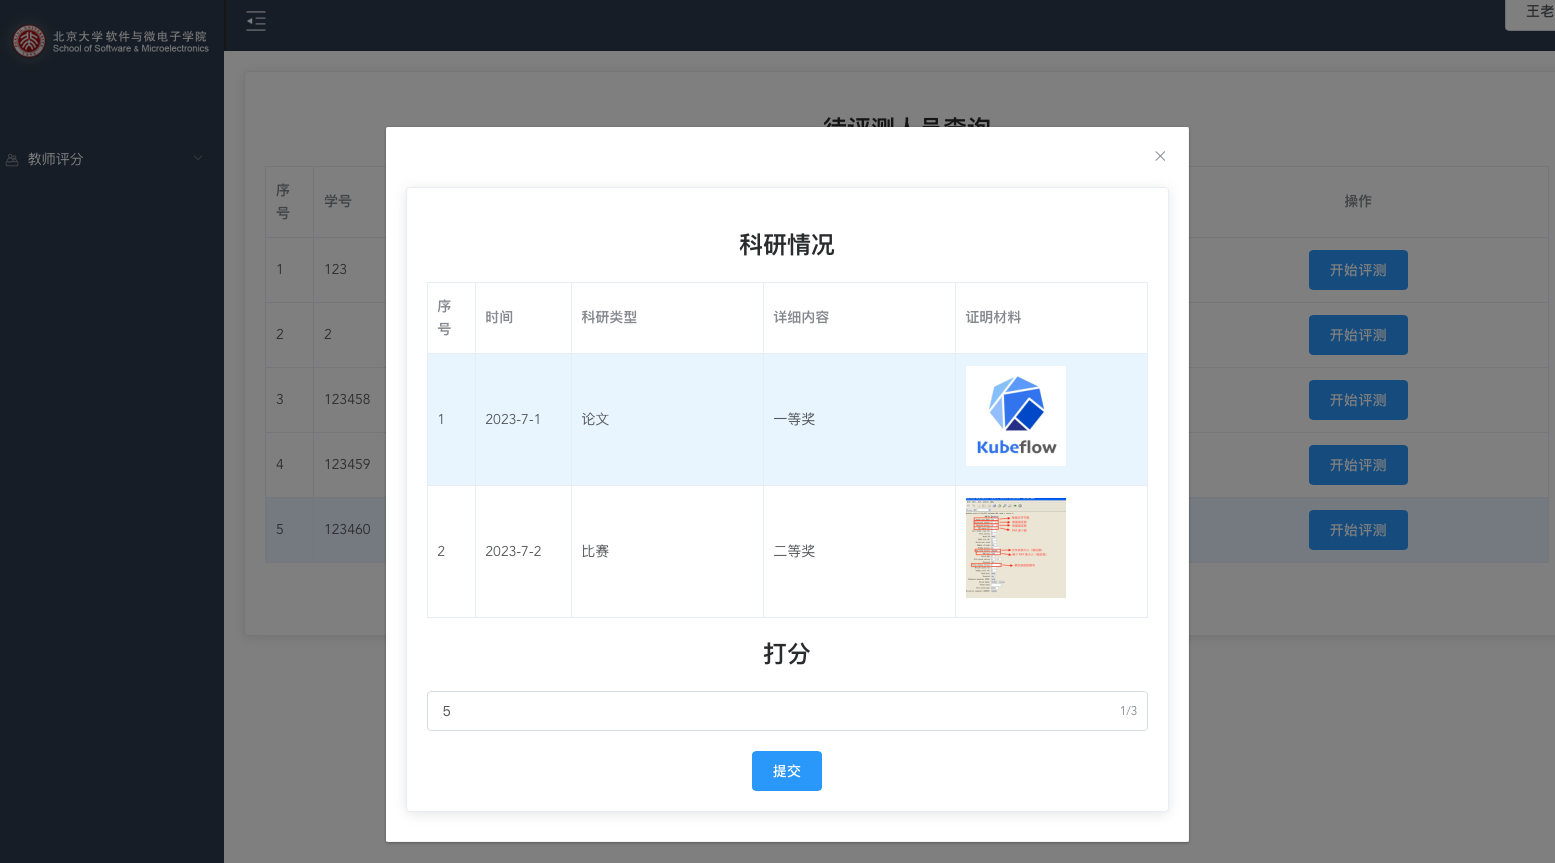 北京大学软件与微电子学院
School of Software & Microelectronics
王老
教师评分
待评测人员查询
序号 学号 操作
1 123 开始评测
2 2 开始评测
3 123458 开始评测
4 123459 开始评测
5 123460 开始评测
科研情况
序号 时间 科研类型 详细内容 证明材料
1 2023-7-1 论文 一等奖 Kubeflow
2 2023-7-2 比赛 二等奖
打分
5 1/3
提交